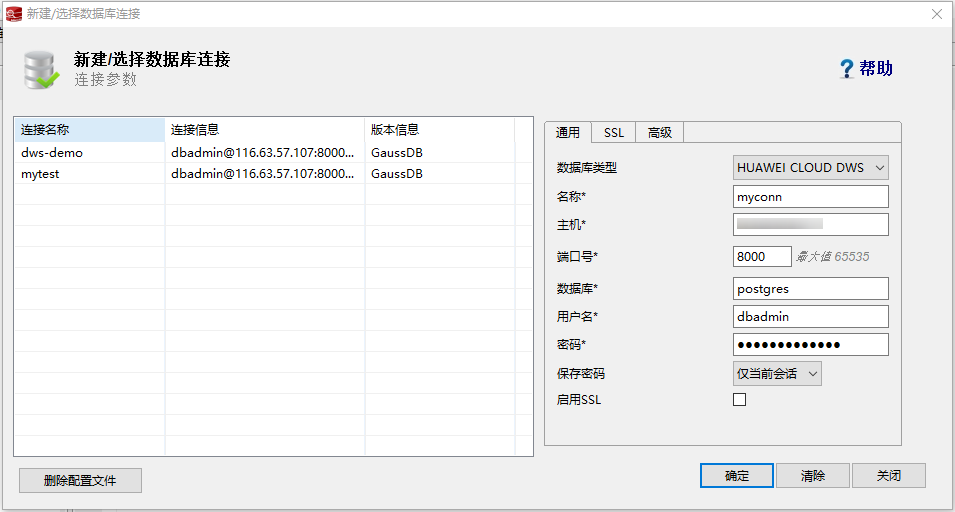 新建/选择数据库连接
新建/选择数据库连接
连接参数
帮助
连接名称 连接信息 版本信息
dws-demo dbadmin@116.63.57.107:8000... GaussDB
mytest dbadmin@116.63.57.107:8000... GaussDB
通用 SSL 高级
数据库类型 HUAWEI CLOUD DWS
名称* myconn
主机*
端口号* 8000 最大值 65535
数据库* postgres
用户名* dbadmin
密码* ●●●●●●●●●●●●●
保存密码 仅当前会话
启用SSL
删除配置文件 确定 清除 关闭